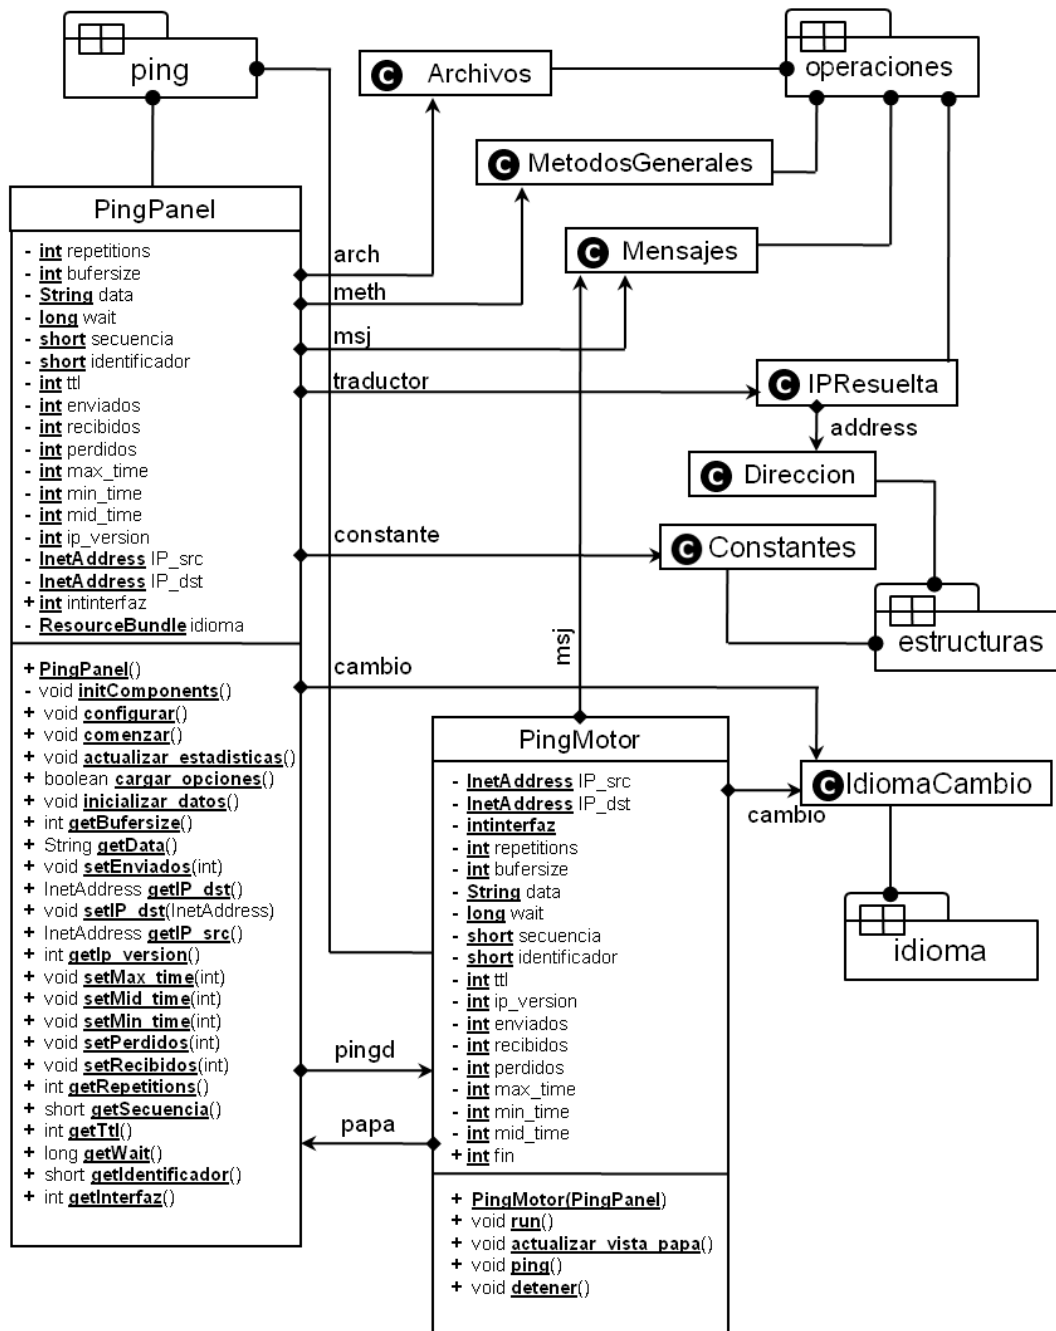 ping
Archivos
operaciones
MetodosGenerales
Mensajes
PingPanel
- int repetitions
- int bufersize
- String data
- long wait
- short secuencia
- short identificador
- int ttl
- int enviados
- int recibidos
- int perdidos
- int max_time
- int min_time
- int mid_time
- int ip_version
- InetAddress IP_src
- InetAddress IP_dst
+ int intinterfaz
- ResourceBundle idioma
+ PingPanel()
- void initComponents()
+ void configurar()
+ void comenzar()
+ void actualizar_estadisticas()
+ boolean cargar_opciones()
+ void inicializar_datos()
+ int getBufersize()
+ String getData()
+ void setEnviados(int)
+ InetAddress getIP_dst()
+ void setIP_dst(InetAddress)
+ InetAddress getIP_src()
+ int getIp_version()
+ void setMax_time(int)
+ void setMid_time(int)
+ void setMin_time(int)
+ void setPerdidos(int)
+ void setRecibidos(int)
+ int getRepetitions()
+ short getSecuencia()
+ int getTtl()
+ long getWait()
+ short getIdentificador()
+ int getInterfaz()
arch
meth
msj
traductor
C IPResuelta
address
C Direccion
constante
C Constantes
estructuras
msj
cambio
PingMotor
- InetAddress IP_src
- InetAddress IP_dst
- intinterfaz
- int repetitions
- int bufersize
- String data
- long wait
- short secuencia
- short identificador
- int ttl
- int ip_version
- int enviados
- int recibidos
- int perdidos
- int max_time
- int min_time
- int mid_time
+ int fin
+ PingMotor(PingPanel)
+ void run()
+ void actualizar_vista_papa()
+ void ping()
+ void detener()
C IdiomaCambio
cambio
idioma
pingd
papa